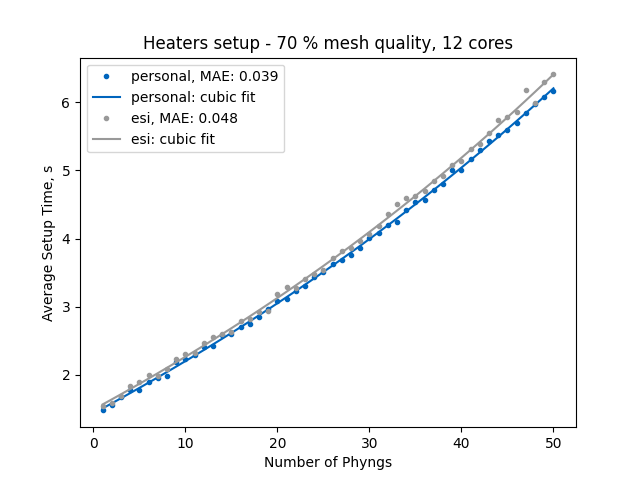 Heaters setup - 70 % mesh quality, 12 cores
personal, MAE: 0.039
personal: cubic fit
esi, MAE: 0.048
esi: cubic fit
Average Setup Time, s
6
5
4
3
2
0 10 20 30 40 50
Number of Phyngs